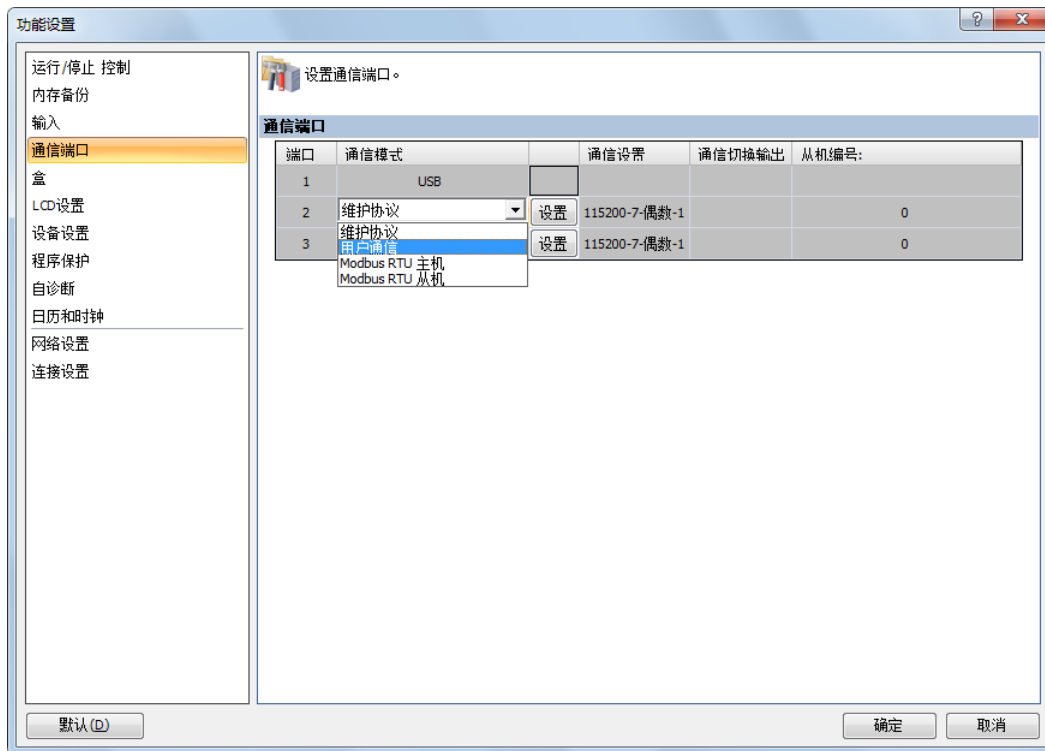 功能设置
运行/停止 控制
内存备份
输入
通信端口
盒
LCD设置
设备设置
程序保护
自诊断
日历和时钟
网络设置
连接设置
设置通信端口。
通信端口
端口 通信模式 通信设置 通信切换输出 从机编号:
1 USB
2 维护协议 设置 115200-7-偶数-1 0
维护协议
用户通信
Modbus RTU 主机
Modbus RTU 从机
3 设置 115200-7-偶数-1 0
默认(D) 确定 取消